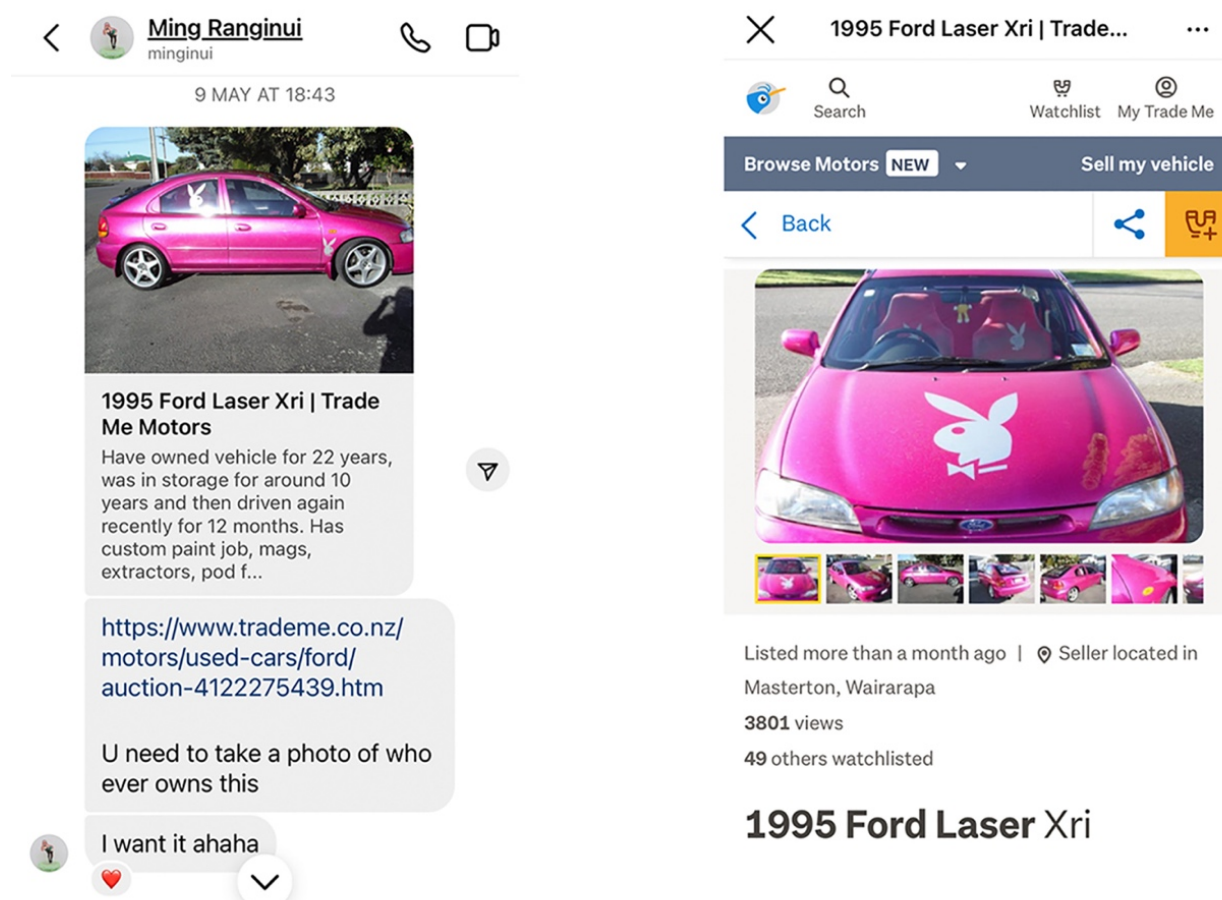 Ming Ranginui
minginui
9 MAY AT 18:43
1995 Ford Laser Xri | Trade
Me Motors
Have owned vehicle for 22 years,
was in storage for around 10
years and then driven again
recently for 12 months. Has
custom paint job, mags,
extractors, pod f...
https://www.trademe.co.nz/
motors/used-cars/ford/
auction-4122275439.htm
U need to take a photo of who
ever owns this
I want it ahaha
1995 Ford Laser Xri | Trade...
Search
Watchlist
My Trade Me
Browse Motors NEW
Sell my vehicle
Back
Ford
Listed more than a month ago | Seller located in
Masterton, Wairarapa
3801 views
49 others watchlisted
1995 Ford Laser Xri